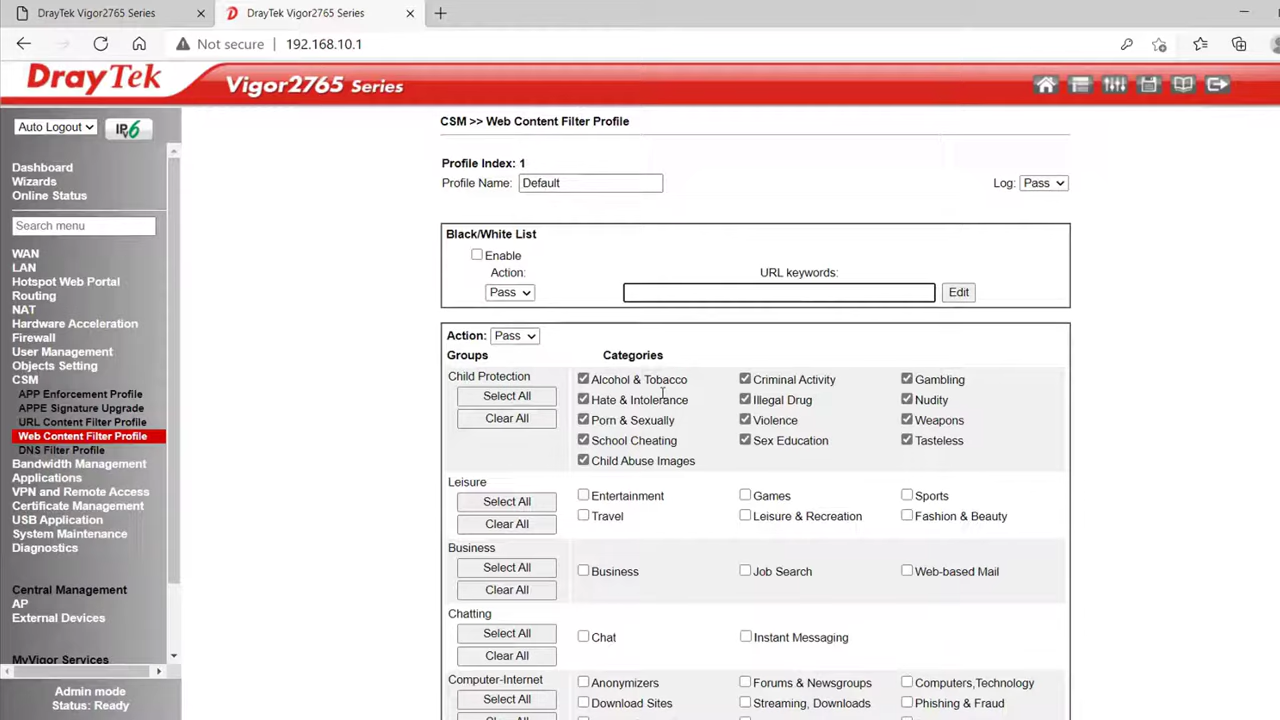 DrayTek Vigor2765 Series
DrayTek Vigor2765 Series
Not secure
192.168.10.1
DrayTek
Vigor2765 Series
Auto Logout
IPv6
Dashboard
Wizards
Online Status
Search menu
WAN
LAN
Hotspot Web Portal
Routing
NAT
Hardware Acceleration
Firewall
User Management
Objects Setting
CSM
APP Enforcement Profile
APPE Signature Upgrade
URL Content Filter Profile
Web Content Filter Profile
DNS Filter Profile
Bandwidth Management
Applications
VPN and Remote Access
Certificate Management
USB Application
System Maintenance
Diagnostics
Central Management
AP
External Devices
MyVigor Services
Admin mode
Status: Ready
CSM >> Web Content Filter Profile
Profile Index: 1
Profile Name: Default Log: Pass
Black/White List
Enable
Action: URL keywords:
Pass Edit
Action: Pass
Groups Categories
Child Protection
Select All
Clear All
Alcohol & Tobacco Criminal Activity Gambling
Hate & Intolerance Illegal Drug Nudity
Porn & Sexually Violence Weapons
School Cheating Sex Education Tasteless
Child Abuse Images
Leisure
Select All
Clear All
Entertainment Games Sports
Travel Leisure & Recreation Fashion & Beauty
Business
Select All
Clear All
Business Job Search Web-based Mail
Chatting
Select All
Clear All
Chat Instant Messaging
Computer-Internet
Select All
Anonymizers Forums & Newsgroups Computers,Technology
Download Sites Streaming, Downloads Phishing & Fraud